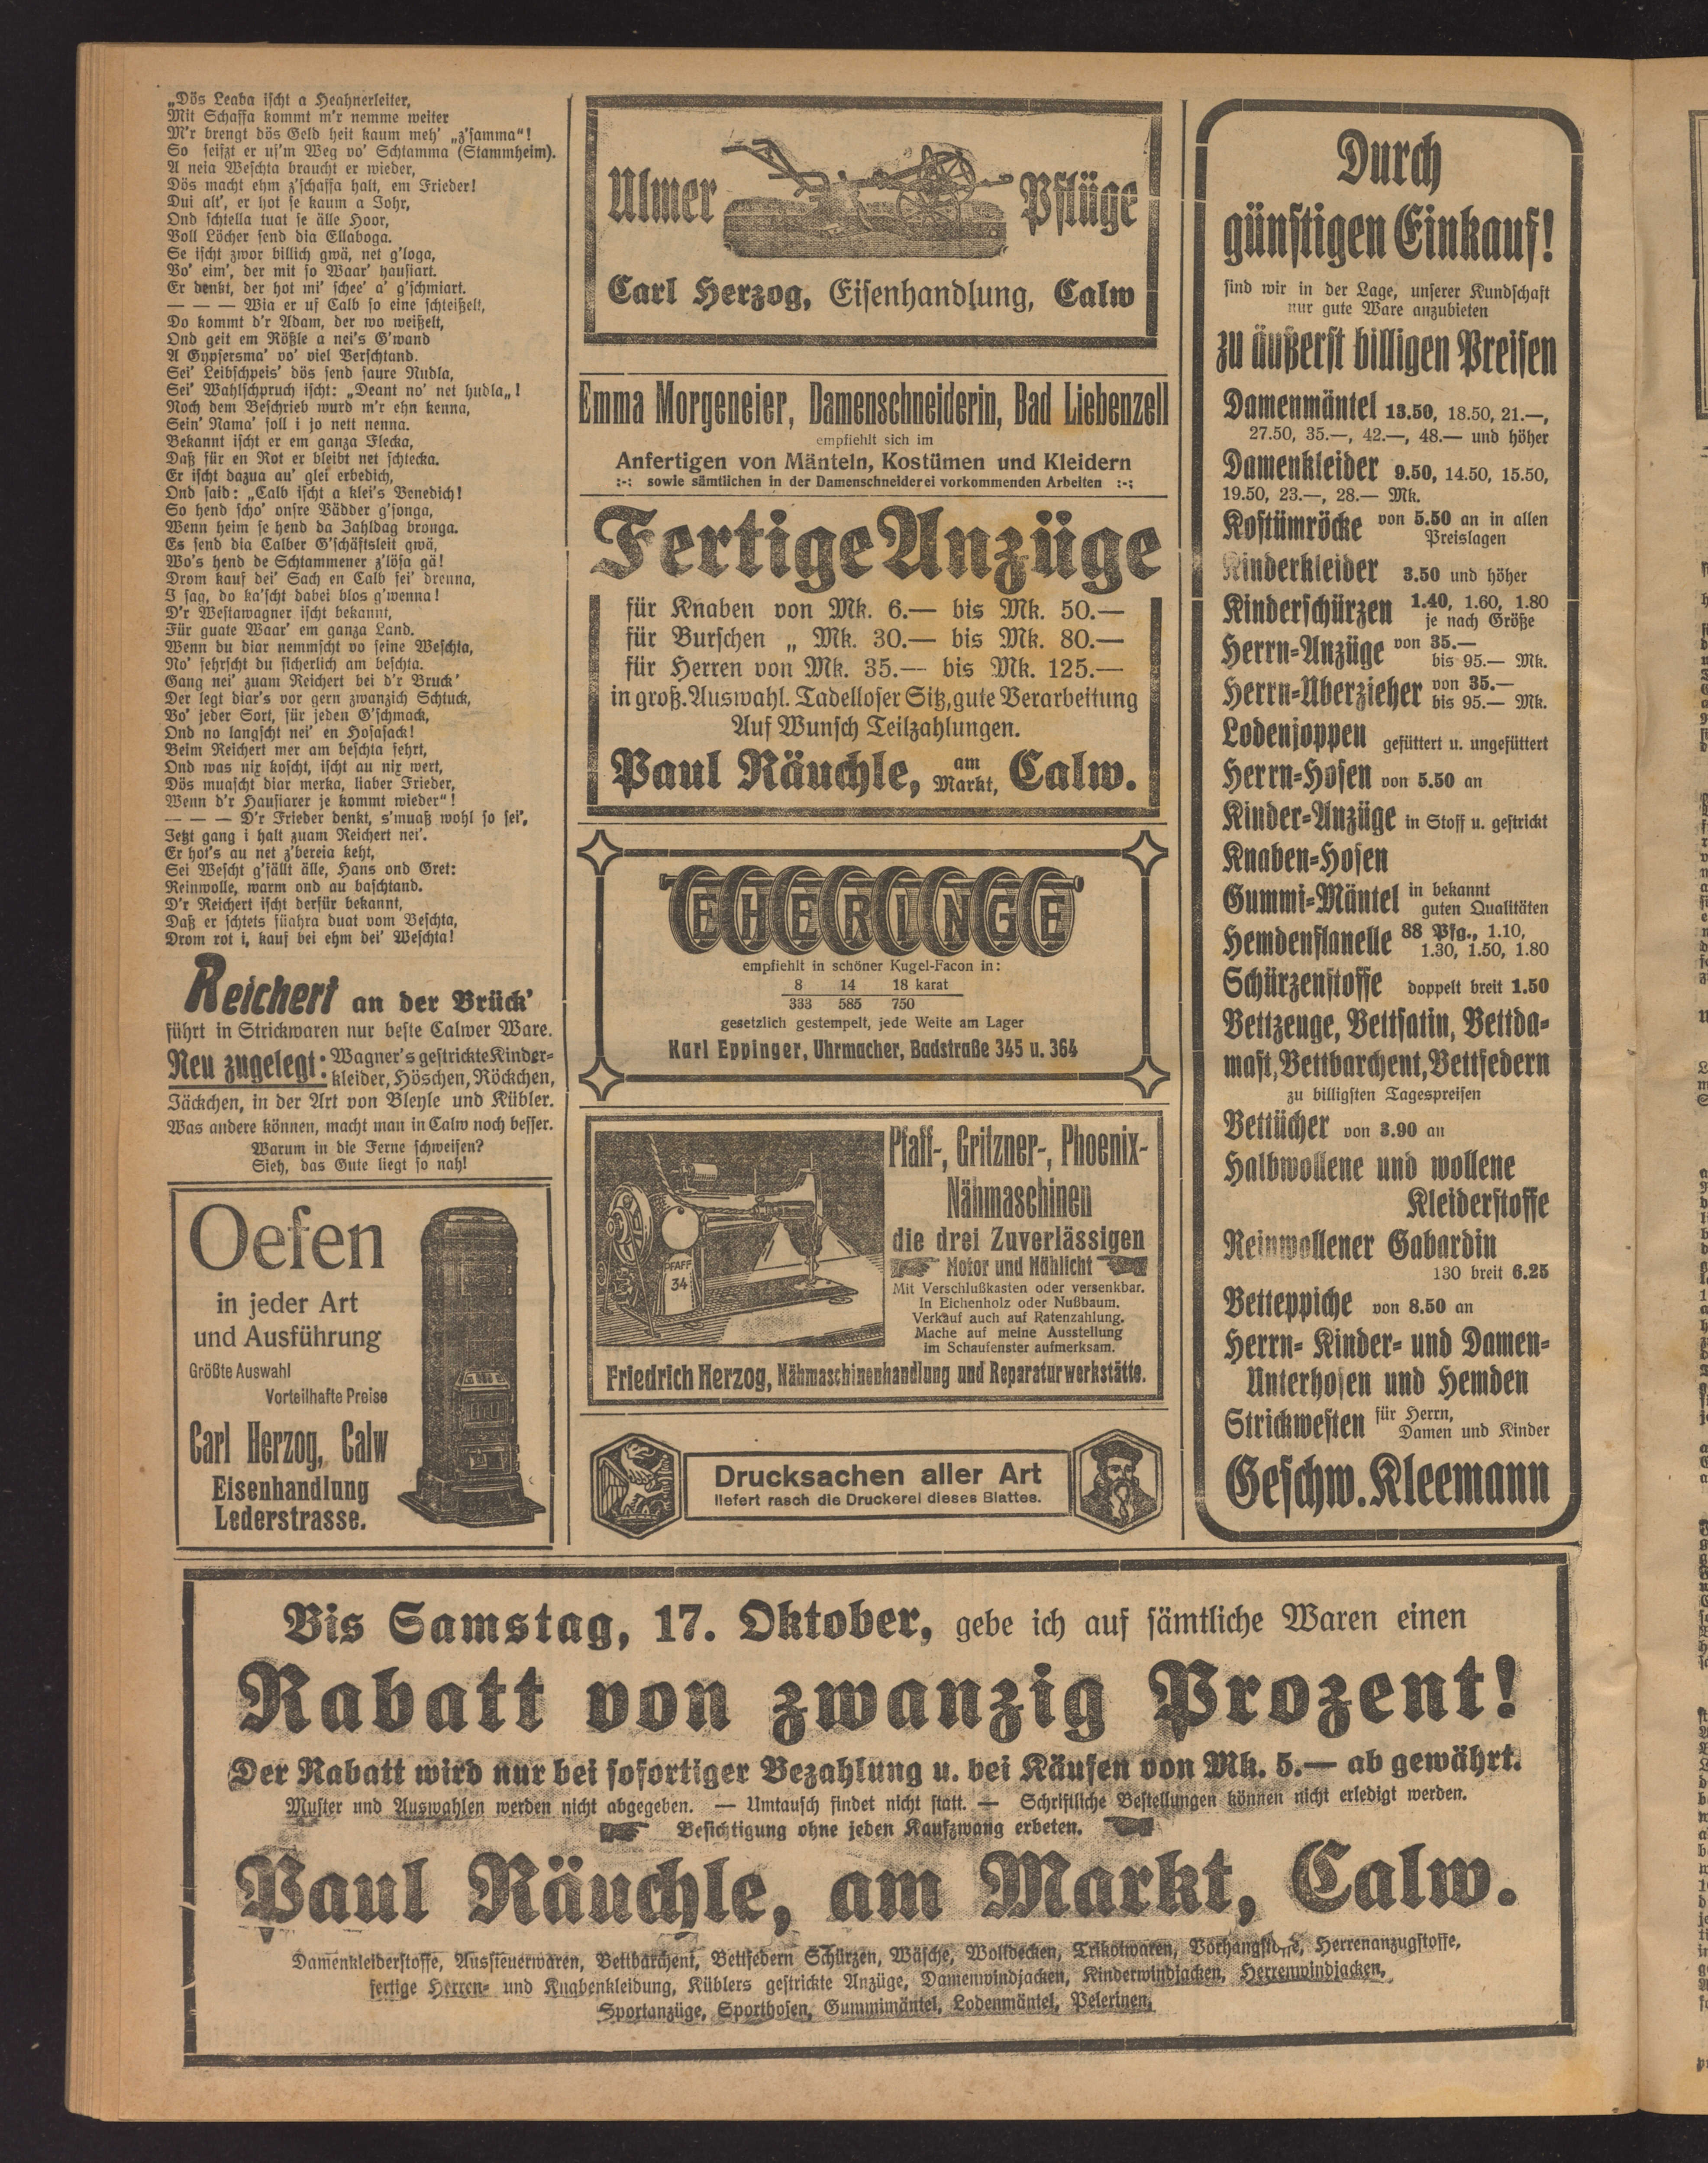 „Dös Leaba ischt a Heahnerleiter,
Mit Schaffa kommt m'r nemme weiter
M'r brengt dös Geld heit kaum meh' „z'samma“!
So seifzt er uf'm Weg vo' Schtamma (Stammheim).
A neia Weschta braucht er wieder,
Dös macht ehm z'schaffa halt, em Frieder!
Dui alt', er hot se kaum a Johr,
Ond schtella tuat se älle Hoor,
Voll Löcher send dia Ellaboga.
Se ischt zwor billich gwä, net g'loga,
Vo' eim', der mit so Waar' hausiart.
Er denkt, der hot mi' schee' a' g'schmiart.
— — — Wia er uf Calb so eine schteißelt,
Do kommt d'r Adam, der wo weißelt,
Ond geit em Rößle a nei's G'wand
A Gypsersma' vo' viel Verschtand.
Sei' Leibschpeis' dös send saure Nudla,
Sei' Wahlschpruch ischt: „Deant no' net hudla„!
Noch dem Beschrieb wurd m'r ehn kenna,
Sein' Nama' soll i jo nett nenna.
Bekannt ischt er em ganza Flecka,
Daß für en Rot er bleibt net schtecka.
Er ischt dazua au' glei' erbedich,
Ond said: „Calb ischt a klei's Benedich!
So hend scho' onsre Vädder g'songa,
Wenn heim se hend da Zahldag bronga.
Es send dia Calber G'schäftsleit gwä,
Wo's hend de Schtammener z'lösa gä!
Drom kauf dei' Sach en Calb sei' drenna,
I sag, do ka'scht dabei blos g'wenna!
D'r Westawagner ischt bekannt,
Für guate Waar' em ganza Land.
Wenn du diar nemmscht vo seine Weschta,
No' fehrscht du sicherlich am beschta.
Gang nei' zuam Reichert bei d'r Bruck'
Der legt diar's vor gern zwanzich Schtuck,
Vo' jeder Sort, für jeden G'schmack,
Ond no langscht nei' en Hosasack!
Beim Reichert mer am beschta fehrt,
Ond was nix koscht, ischt au nix wert,
Dös muascht diar merka, liaber Frieder,
Wenn d'r Hausiarer je kommt wieder“!
— — — D'r Frieder denkt, s'muaß wohl so sei',
Jetzt gang i halt zuam Reichert nei'.
Er hot's au net z'bereia keht,
Sei Wescht g'fällt älle, Hans ond Gret:
Reinwolle, warm ond au baschtand.
D'r Reichert ischt derfür bekannt,
Daß er schtets füahra duat vom Beschta,
Drom rot i, kauf bei ehm dei' Weschta!
Reichert an der Brück'
führt in Strickwaren nur beste Calwer Ware.
Neu zugelegt: Wagner's gestrickte Kinder-
kleider, Höschen, Röckchen,
Jäckchen, in der Art von Bleyle und Kübler.
Was andere können, macht man in Calw noch besser.
Warum in die Ferne schweifen?
Sieh, das Gute liegt so nah!
Oefen
in jeder Art
und Ausführung
Größte Auswahl
Vorteilhafte Preise
Carl Herzog, Calw
Eisenhandlung
Lederstrasse.
Ulmer Pflüge
Carl Herzog, Eisenhandlung, Calw
Emma Morgeneier, Damenschneiderin, Bad Liebenzell
empfiehlt sich im
Anfertigen von Mänteln, Kostümen und Kleidern
:-: sowie sämtlichen in der Damenschneiderei vorkommenden Arbeiten :-:
Fertige Anzüge
für Knaben von Mk. 6.— bis Mk. 50.—
für Burschen „ Mk. 30.— bis Mk. 80.—
für Herren von Mk. 35.— bis Mk. 125.—
in groß. Auswahl. Tadelloser Sitz, gute Verarbeitung
Auf Wunsch Teilzahlungen.
Paul Räuchle, am Markt, Calw.
EHERINGE
empfiehlt in schöner Kugel-Facon in:
8 14 18 karat
333 585 750
gesetzlich gestempelt, jede Weite am Lager
Karl Eppinger, Uhrmacher, Badstraße 345 u. 364
PFAFF
34
Pfaff-, Gritzner-, Phoenix-
Nähmaschinen
die drei Zuverlässigen
Motor und Nählicht
Mit Verschlußkasten oder versenkbar.
In Eichenholz oder Nußbaum.
Verkauf auch auf Ratenzahlung.
Mache auf meine Ausstellung
im Schaufenster aufmerksam.
Friedrich Herzog, Nähmaschinenhandlung und Reparaturwerkstätte.
Drucksachen aller Art
liefert rasch die Druckerei dieses Blattes.
Durch
günstigen Einkauf!
sind wir in der Lage, unserer Kundschaft
nur gute Ware anzubieten
zu äußerst billigen Preisen
Damenmäntel 13.50, 18.50, 21.—,
27.50, 35.—, 42.—, 48.— und höher
Damenkleider 9.50, 14.50, 15.50,
19.50, 23.—, 28.— Mk.
Kostümröcke von 5.50 an in allen
Preislagen
Kinderkleider 3.50 und höher
Kinderschürzen 1.40, 1.60, 1.80
je nach Größe
Herrn-Anzüge von 35.—
bis 95.— Mk.
Herrn-Überzieher von 35.—
bis 95.— Mk.
Lodenjoppen gefüttert u. ungefüttert
Herrn-Hosen von 5.50 an
Kinder-Anzüge in Stoff u. gestrickt
Knaben-Hosen
Gummi-Mäntel in bekannt
guten Qualitäten
Hemdenflanelle 88 Pfg., 1.10,
1.30, 1.50, 1.80
Schürzenstoffe doppelt breit 1.50
Bettzeuge, Bettsatin, Bettda-
mast, Bettbarchent, Bettfedern
zu billigsten Tagespreisen
Bettücher von 3.90 an
Halbwollene und wollene
Kleiderstoffe
Reinwollener Gabardin
130 breit 6.25
Betteppiche von 8.50 an
Herrn- Kinder- und Damen-
Unterhosen und Hemden
Strickwesten für Herrn,
Damen und Kinder
Geschw. Kleemann
Bis Samstag, 17. Oktober, gebe ich auf sämtliche Waren einen
Rabatt von zwanzig Prozent!
Der Rabatt wird nur bei sofortiger Bezahlung u. bei Käufen von Mk. 5.— ab gewährt.
Muster und Auswahlen werden nicht abgegeben. — Umtausch findet nicht statt. — Schriftliche Bestellungen können nicht erledigt werden.
Besichtigung ohne jeden Kaufzwang erbeten.
Paul Räuchle, am Markt, Calw.
Damenkleiderstoffe, Aussteuerwaren, Bettbarchent, Bettfedern Schürzen, Wäsche, Wolldecken, Trikotwaren, Vorhangstoffe, Herrenanzugstoffe,
fertige Herren- und Knabenkleidung, Küblers gestrickte Anzüge, Damenwindjacken, Kinderwindjacken, Herrenwindjacken,
Sportanzüge, Sporthosen, Gummimäntel, Lodenmäntel, Pelerinen,